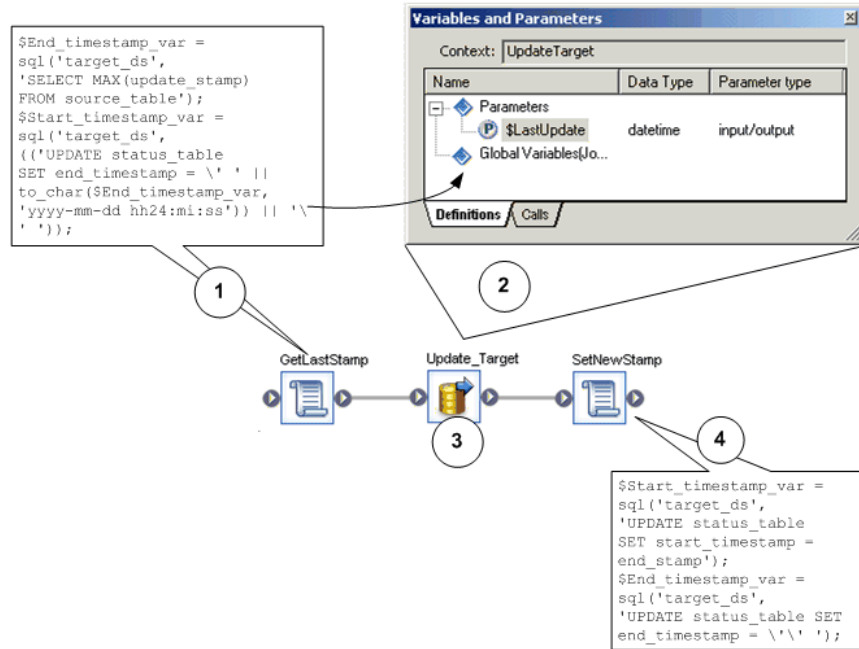 $End_timestamp_var =
sql('target_ds',
'SELECT MAX(update_stamp)
FROM source_table');
$Start_timestamp_var =
sql('target_ds',
(('UPDATE status_table
SET end_timestamp = \' ' ||
to_char($End_timestamp_var,
'yyyy-mm-dd hh24:mi:ss')) || '\
' '));
Variables and Parameters
Context: UpdateTarget
Name Data Type Parameter type
Parameters
P $LastUpdate datetime input/output
Global Variables(Jo...
Definitions Calls
1
2
GetLastStamp Update_Target SetNewStamp
3
4
$Start_timestamp_var =
sql('target_ds',
'UPDATE status_table
SET start_timestamp =
end_stamp');
$End_timestamp_var =
sql('target_ds',
'UPDATE status_table SET
end_timestamp = \'\' ');